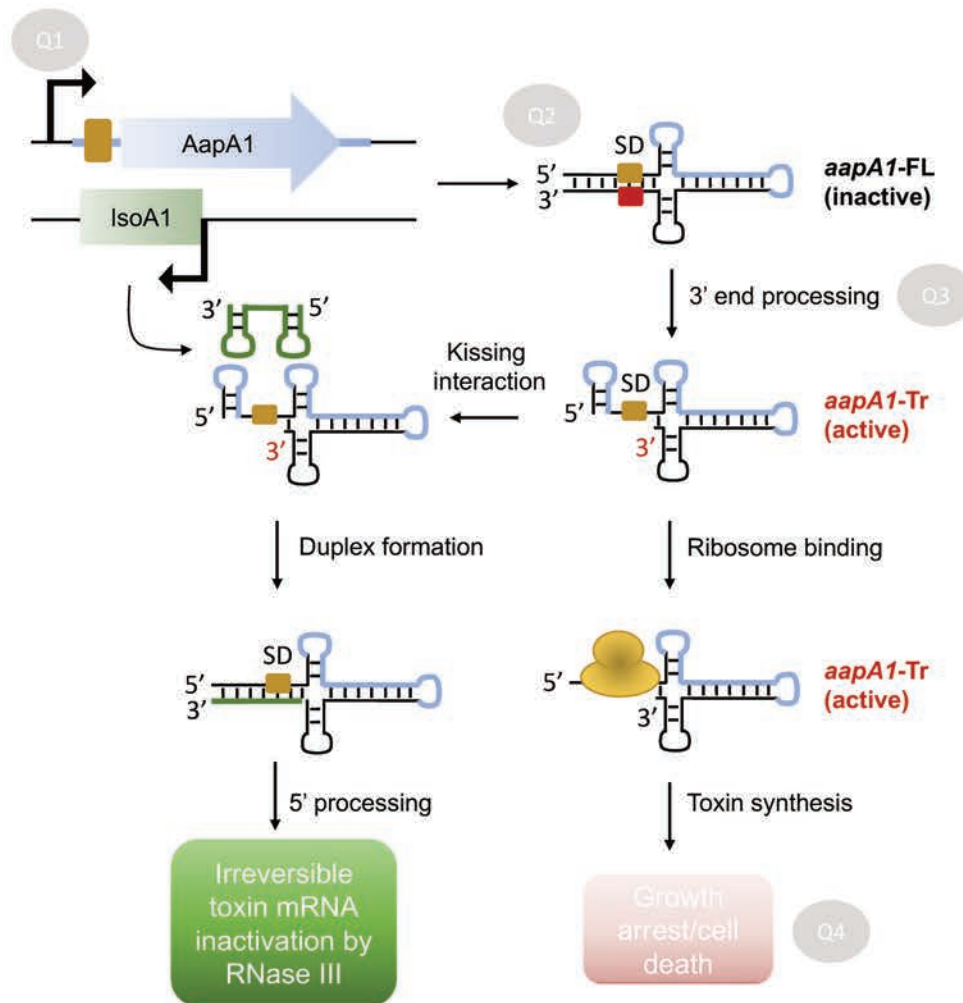 Q1
AapA1
IsoA1
Q2
SD
5’
3’
aapA1-FL
(inactive)
3’ end processing
Q3
3’
5’
5’
3’
Kissing
interaction
SD
5’
3’
aapA1-Tr
(active)
Duplex formation
Ribosome binding
SD
5’
3’
5’
3’
aapA1-Tr
(active)
5’ processing
Toxin synthesis
Irreversible
toxin mRNA
inactivation by
RNase III
Growth
arrest/cell
death
Q4